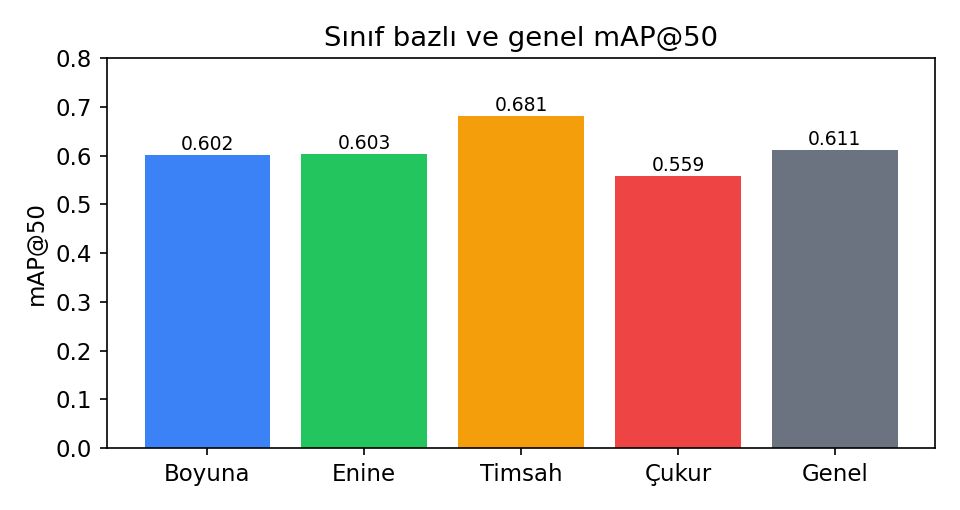 Sınıf bazlı ve genel mAP@50
mAP@50
0.8
0.7
0.6
0.5
0.4
0.3
0.2
0.1
0.0
0.602
0.603
0.681
0.559
0.611
Boyuna
Enine
Timsah
Çukur
Genel